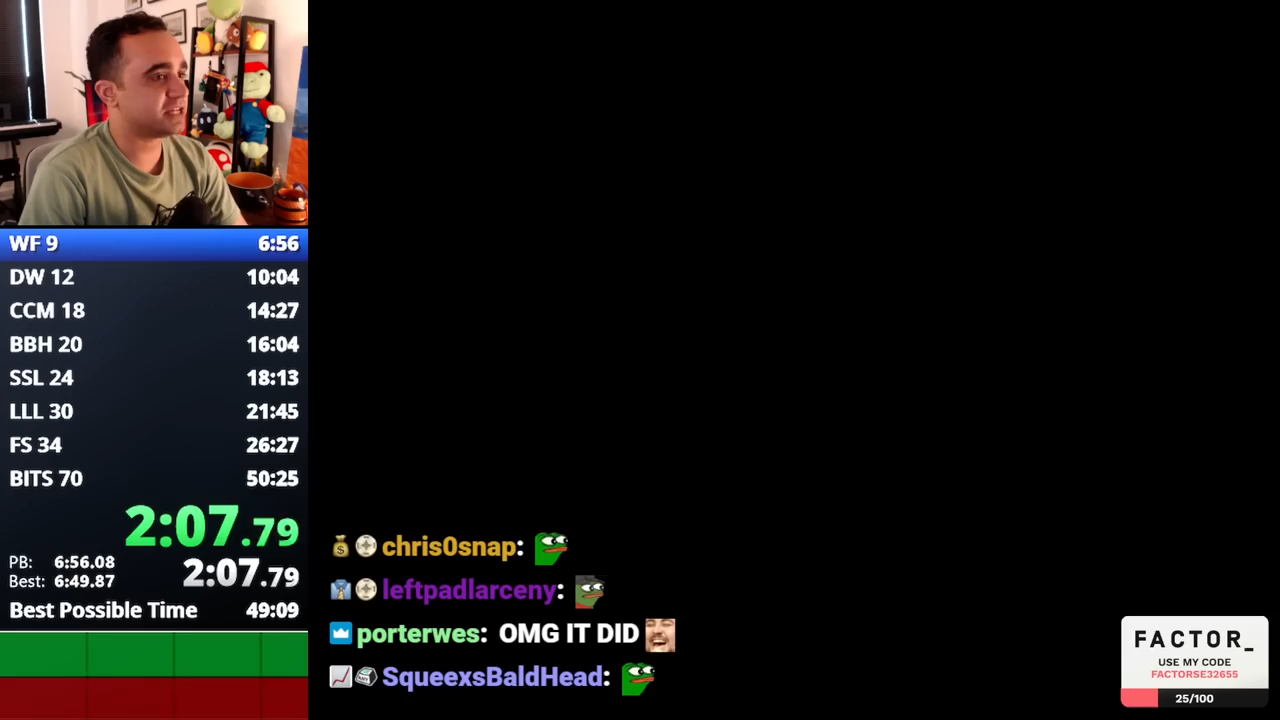 WF 9 6:56
DW 12 10:04
CCM 18 14:27
BBH 20 16:04
SSL 24 18:13
LLL 30 21:45
FS 34 26:27
BITS 70 50:25
2:07.79
PB: 6:56.08
Best: 6:49.87
2:07.79
Best Possible Time 49:09
chris0snap:
leftpadlarceny:
porterwes: OMG IT DID
SqueexsBaldHead:
FACTOR_
USE MY CODE
FACTORSE32655
25/100